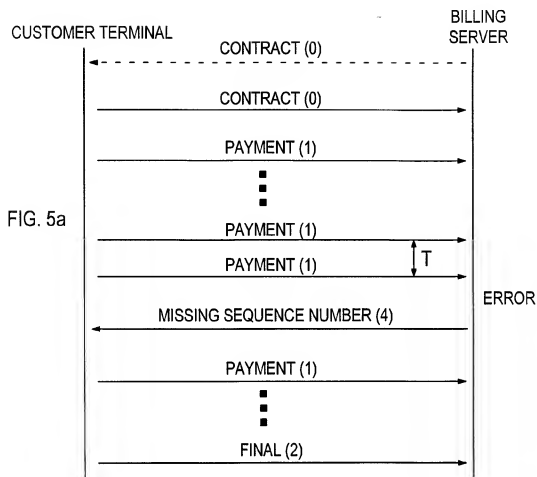 CUSTOMER TERMINAL
BILLING
SERVER
CONTRACT (0)
CONTRACT (0)
PAYMENT (1)
FIG. 5a
PAYMENT (1)
T
PAYMENT (1)
ERROR
MISSING SEQUENCE NUMBER (4)
PAYMENT (1)
FINAL (2)